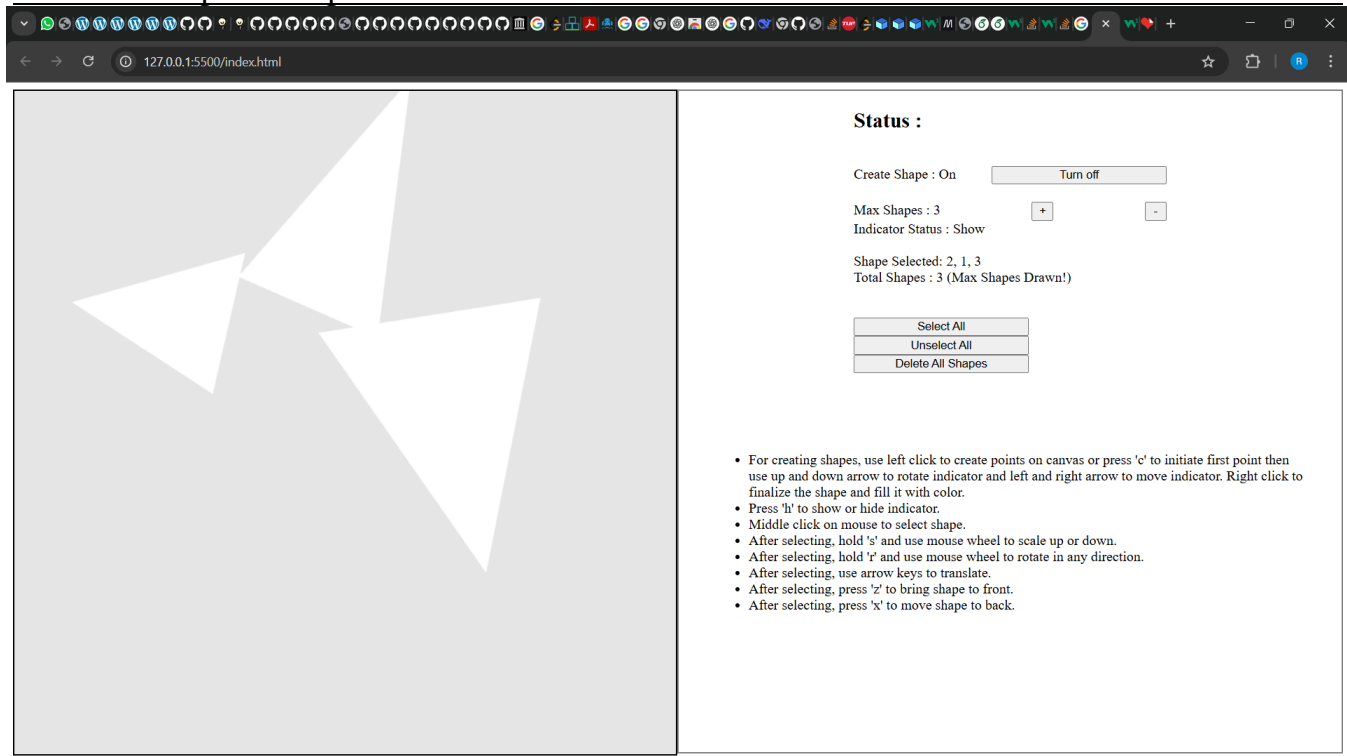 127.0.0.1:5500/index.html
R
Status :
Create Shape : On
Turn off
Max Shapes : 3
+
-
Indicator Status : Show
Shape Selected: 2, 1, 3
Total Shapes : 3 (Max Shapes Drawn!)
Select All
Unselect All
Delete All Shapes
• For creating shapes, use left click to create points on canvas or press 'c' to initiate first point then
use up and down arrow to rotate indicator and left and right arrow to move indicator. Right click to
finalize the shape and fill it with color.
• Press 'h' to show or hide indicator.
• Middle click on mouse to select shape.
• After selecting, hold 's' and use mouse wheel to scale up or down.
• After selecting, hold 'r' and use mouse wheel to rotate in any direction.
• After selecting, use arrow keys to translate.
• After selecting, press 'z' to bring shape to front.
• After selecting, press 'x' to move shape to back.